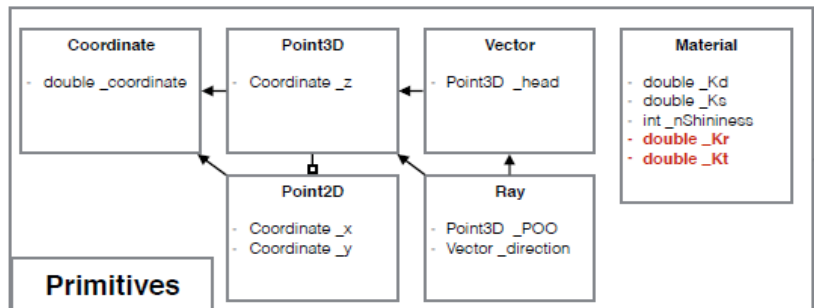 Coordinate
- double _coordinate
Point3D
- Coordinate _z
Vector
- Point3D _head
Material
- double _Kd
- double _Ks
- int _nShininess
- double _Kr
- double _Kt
Point2D
- Coordinate _x
- Coordinate _y
Ray
- Point3D _POO
- Vector _direction
Primitives